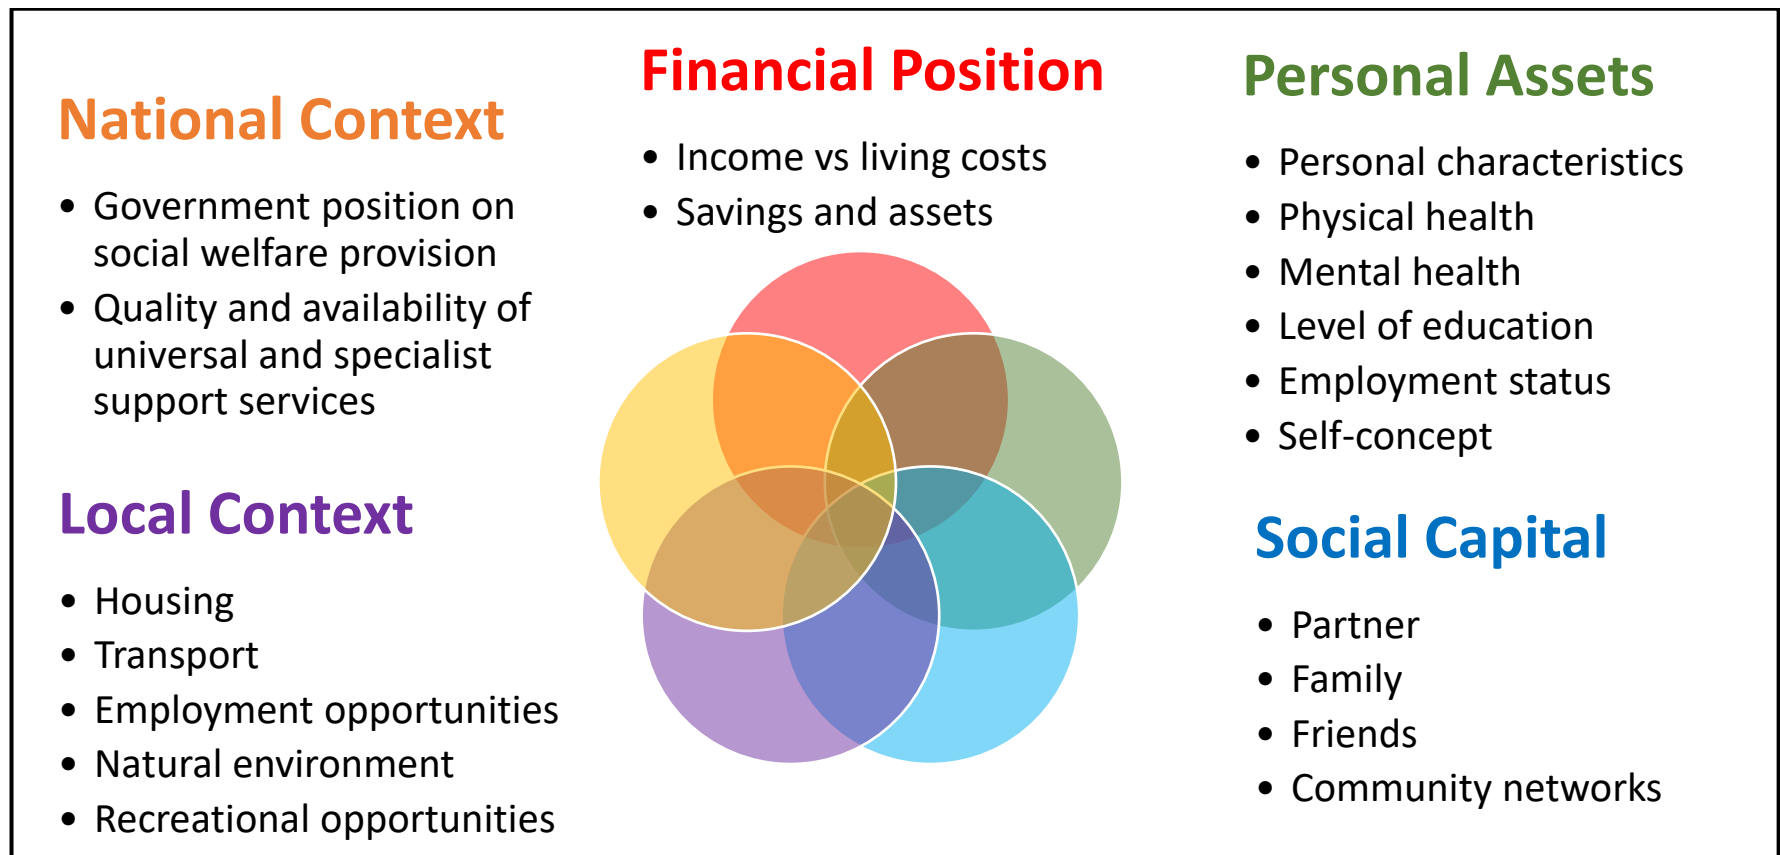 National Context
• Government position on
social welfare provision
• Quality and availability of
universal and specialist
support services
Financial Position
• Income vs living costs
• Savings and assets
Personal Assets
• Personal characteristics
• Physical health
• Mental health
• Level of education
• Employment status
• Self-concept
Local Context
• Housing
• Transport
• Employment opportunities
• Natural environment
• Recreational opportunities
Social Capital
• Partner
• Family
• Friends
• Community networks